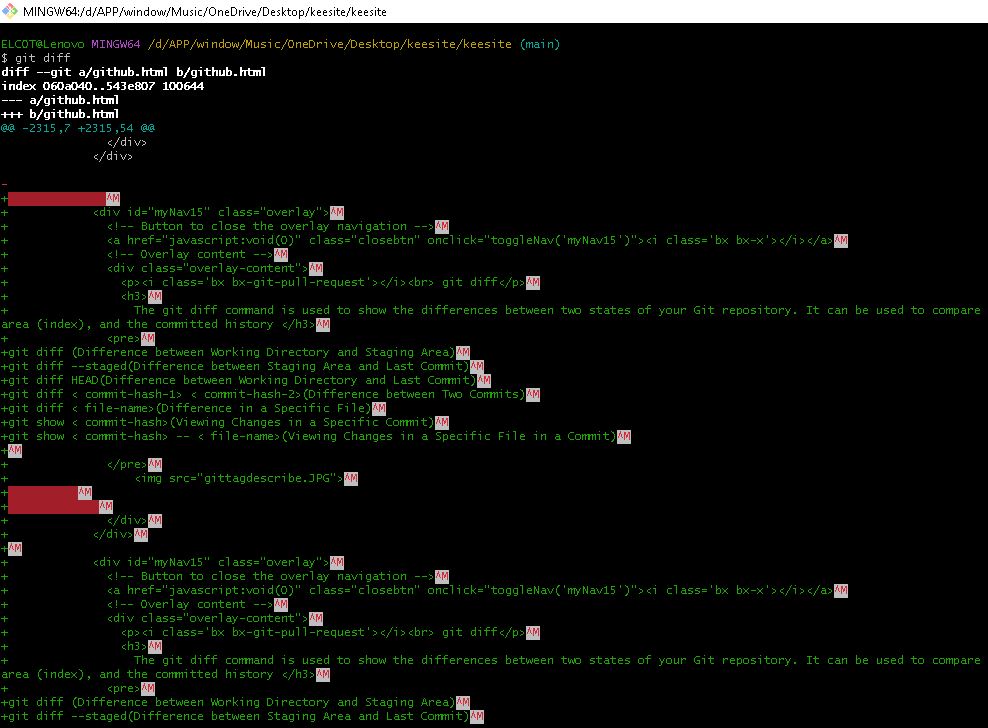 MINGW64:/d/APP/window/Music/OneDrive/Desktop/keesite/keesite
ELCOT@Lenovo MINGW64 /d/APP/window/Music/OneDrive/Desktop/keesite/keesite (main)
$ git diff
diff --git a/github.html b/github.html
index 060a040..543e807 100644
--- a/github.html
+++ b/github.html
@@ -2315,7 +2315,54 @@
               </div>
             </div>

-
+              ^M
+            <div id="myNav15" class="overlay">^M
+              <!-- Button to close the overlay navigation -->^M
+              <a href="javascript:void(0)" class="closebtn" onclick="toggleNav('myNav15')"><i class='bx bx-x'></i></a>^M
+              <!-- Overlay content -->^M
+              <div class="overlay-content">^M
+                <p><i class='bx bx-git-pull-request'></i><br> git diff</p>^M
+                <h3>^M
+                  The git diff command is used to show the differences between two states of your Git repository. It can be used to compare
area (index), and the committed history </h3>^M
+              <pre>^M
+git diff (Difference between Working Directory and Staging Area)^M
+git diff --staged(Difference between Staging Area and Last Commit)^M
+git diff HEAD(Difference between Working Directory and Last Commit)^M
+git diff < commit-hash-1> < commit-hash-2>(Difference between Two Commits)^M
+git diff < file-name>(Difference in a Specific File)^M
+git show < commit-hash>(Viewing Changes in a Specific Commit)^M
+git show < commit-hash> -- < file-name>(Viewing Changes in a Specific File in a Commit)^M
+^M
+              </pre>^M
+                  <img src="gittagdescribe.JPG">^M
+          ^M
+             ^M
+              </div>^M
+            </div>^M
+^M
+            <div id="myNav15" class="overlay">^M
+              <!-- Button to close the overlay navigation -->^M
+              <a href="javascript:void(0)" class="closebtn" onclick="toggleNav('myNav15')"><i class='bx bx-x'></i></a>^M
+              <!-- Overlay content -->^M
+              <div class="overlay-content">^M
+                <p><i class='bx bx-git-pull-request'></i><br> git diff</p>^M
+                <h3>^M
+                  The git diff command is used to show the differences between two states of your Git repository. It can be used to compare
area (index), and the committed history </h3>^M
+              <pre>^M
+git diff (Difference between Working Directory and Staging Area)^M
+git diff --staged(Difference between Staging Area and Last Commit)^M